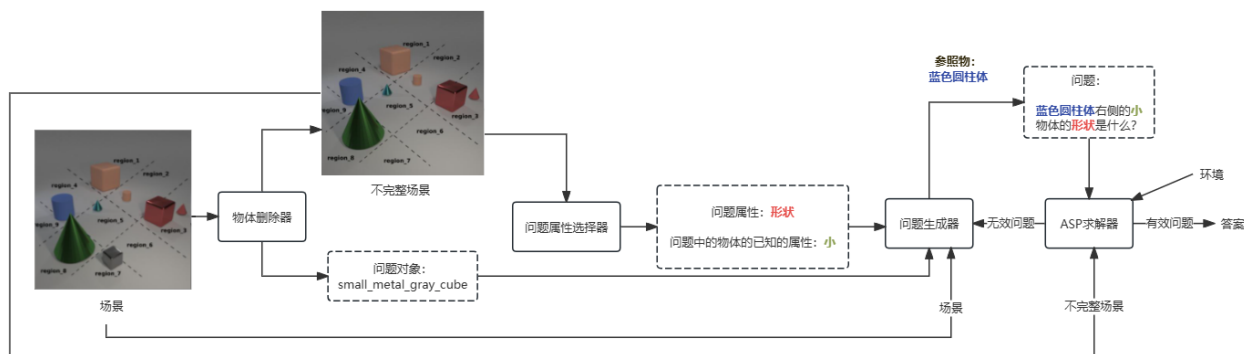 region_1
region_2
region_4
region_5
region_3
region_9
region_6
region_8
region_7
不完整场景
region_1
region_2
region_4
region_5
region_3
region_9
region_6
region_8
region_7
场景
物体删除器
问题对象：
small_metal_gray_cube
问题属性选择器
问题属性：形状
问题中的物体的已知的属性：小
参照物：
蓝色圆柱体
问题生成器
场景
问题：
蓝色圆柱体右侧的小
物体的形状是什么？
无效问题
ASP求解器
环境
有效问题
答案
不完整场景